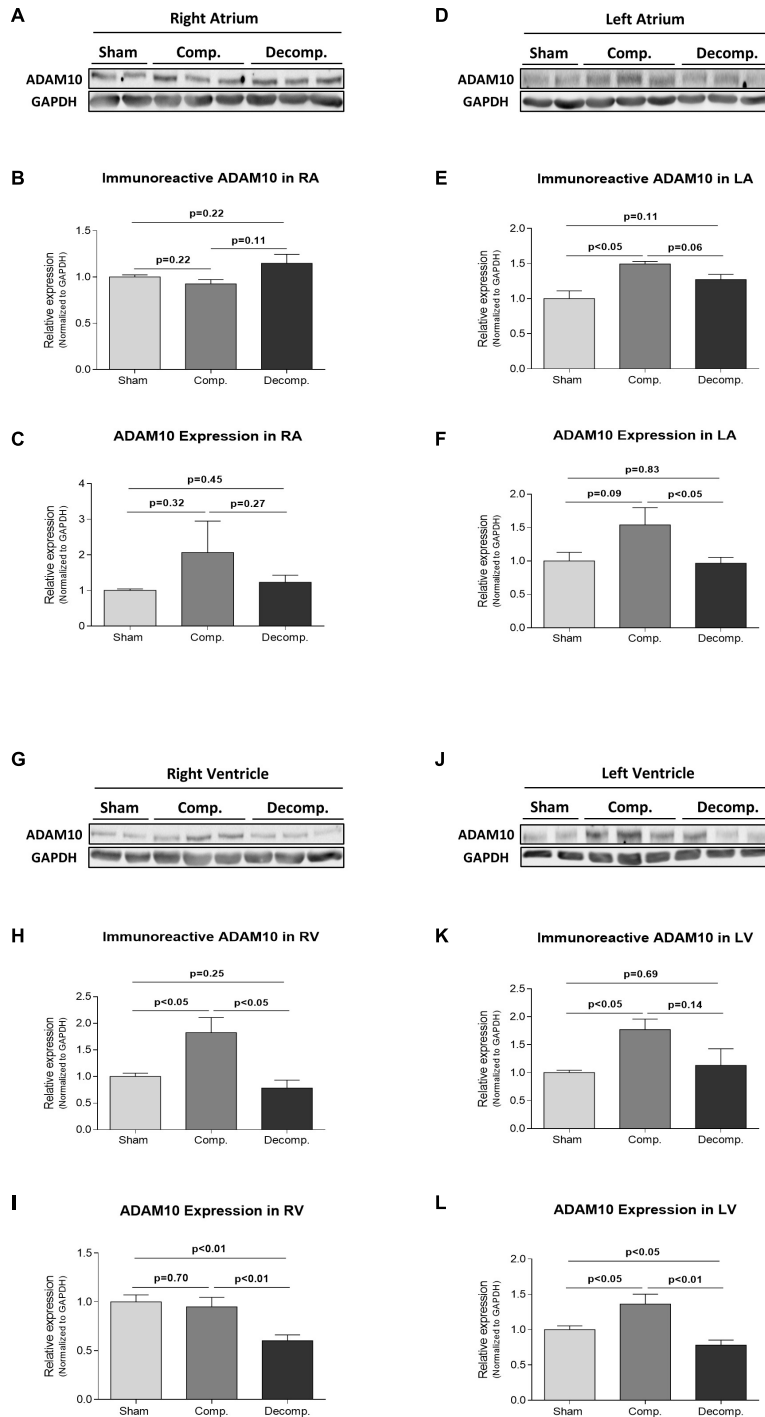 A
Right Atrium
Sham Comp. Decomp.
ADAM10
GAPDH
B
Immunoreactive ADAM10 in RA
p=0.22
p=0.22
p=0.11
Relative expression
(Normalized to GAPDH)
1.5
1.0
0.5
0.0
Sham Comp. Decomp.
C
ADAM10 Expression in RA
p=0.45
p=0.32
p=0.27
Relative expression
(Normalized to GAPDH)
4
3
2
1
0
Sham Comp. Decomp.
D
Left Atrium
Sham Comp. Decomp.
ADAM10
GAPDH
E
Immunoreactive ADAM10 in LA
p=0.11
p<0.05
p=0.06
Relative expression
(Normalized to GAPDH)
2.0
1.5
1.0
0.5
0.0
Sham Comp. Decomp.
F
ADAM10 Expression in LA
p=0.83
p=0.09
p<0.05
Relative expression
(Normalized to GAPDH)
2.0
1.5
1.0
0.5
0.0
Sham Comp. Decomp.
G
Right Ventricle
Sham Comp. Decomp.
ADAM10
GAPDH
H
Immunoreactive ADAM10 in RV
p=0.25
p<0.05
p<0.05
Relative expression
(Normalized to GAPDH)
2.5
2.0
1.5
1.0
0.5
0.0
Sham Comp. Decomp.
I
ADAM10 Expression in RV
p<0.01
p=0.70
p<0.01
Relative expression
(Normalized to GAPDH)
1.5
1.0
0.5
0.0
Sham Comp. Decomp.
J
Left Ventricle
Sham Comp. Decomp.
ADAM10
GAPDH
K
Immunoreactive ADAM10 in LV
p=0.69
p<0.05
p=0.14
Relative expression
(Normalized to GAPDH)
2.5
2.0
1.5
1.0
0.5
0.0
Sham Comp. Decomp.
L
ADAM10 Expression in LV
p<0.05
p<0.05
p<0.01
Relative expression
(Normalized to GAPDH)
2.0
1.5
1.0
0.5
0.0
Sham Comp. Decomp.